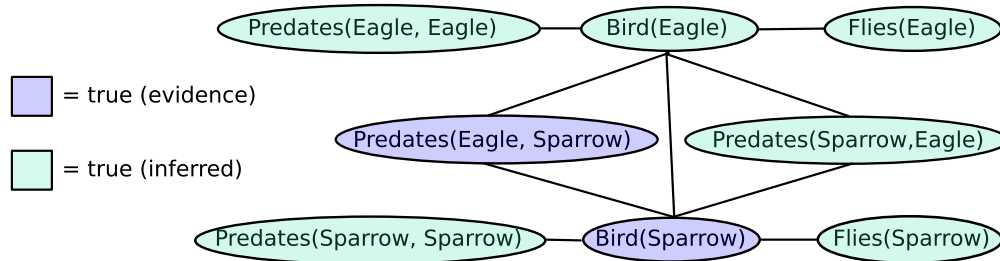 Predates(Eagle, Eagle)
Bird(Eagle)
Flies(Eagle)
= true (evidence)
Predates(Eagle, Sparrow)
Predates(Sparrow,Eagle)
= true (inferred)
Predates(Sparrow, Sparrow)
Bird(Sparrow)
Flies(Sparrow)